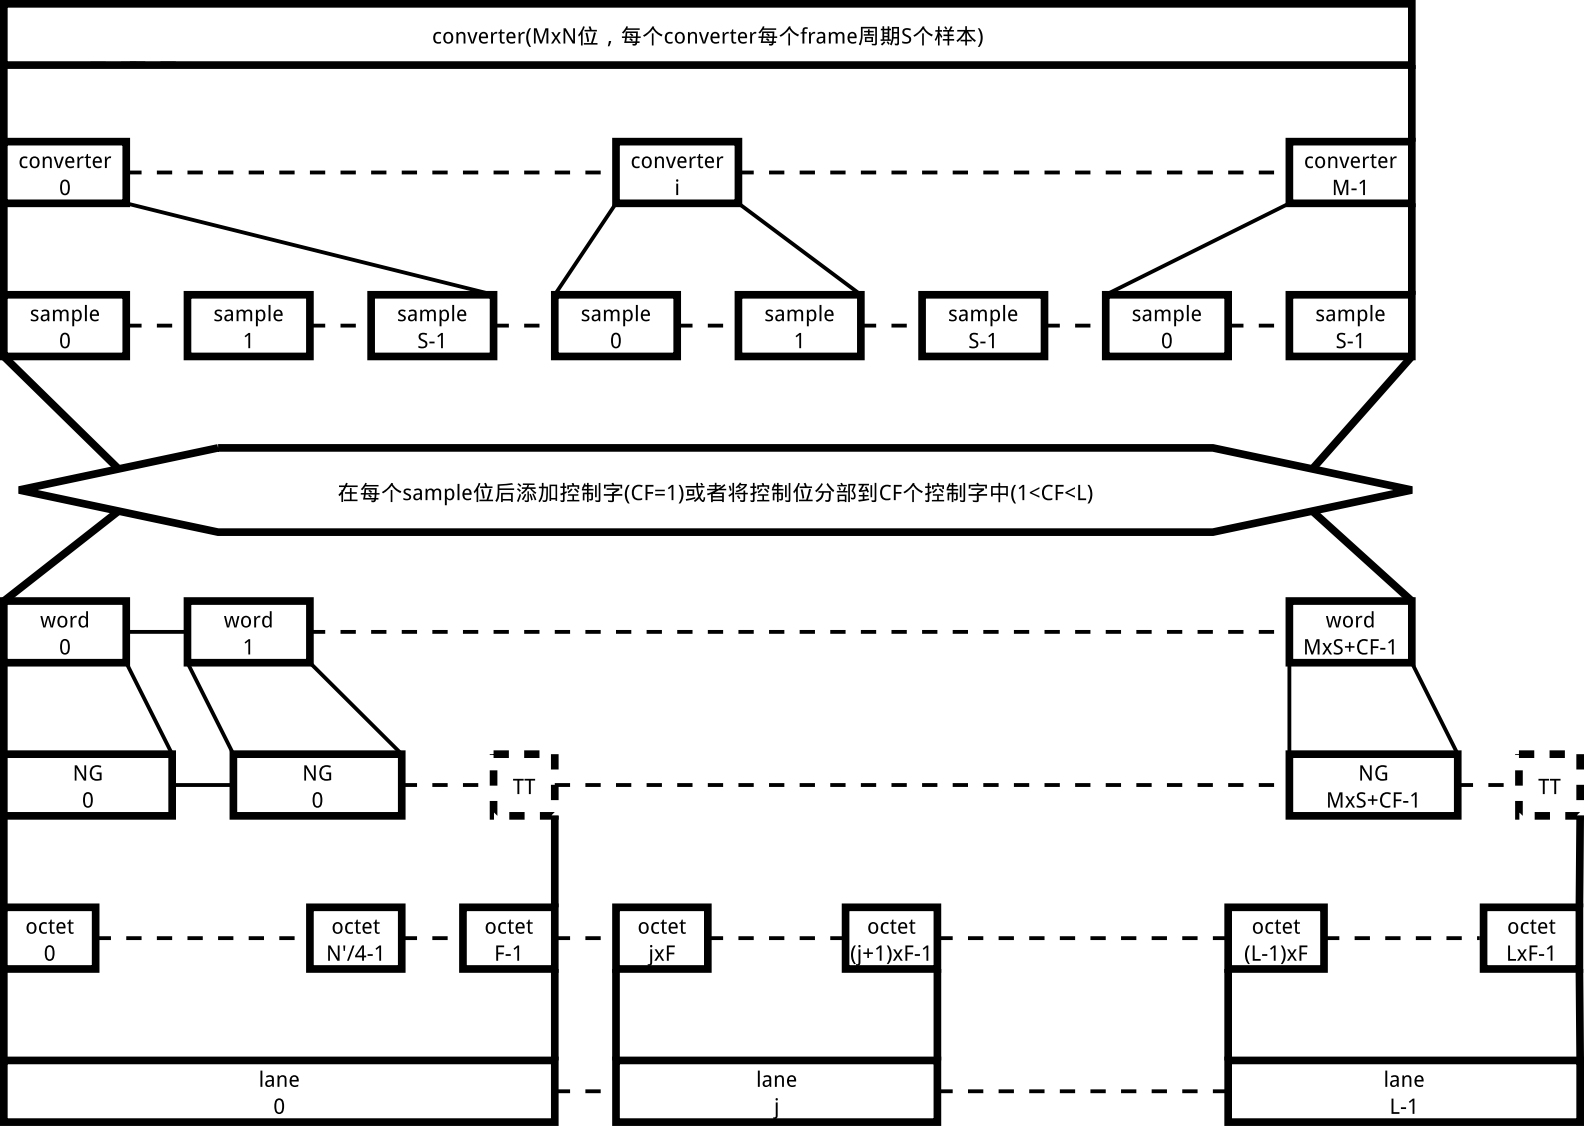 converter(MxN位，每个converter每个frame周期S个样本)
converter
0
converter
i
converter
M-1
sample
0
sample
1
sample
S-1
sample
0
sample
1
sample
S-1
sample
0
sample
S-1
在每个sample位后添加控制字(CF=1)或者将控制位分部到CF个控制字中(1<CF<L)
word
0
word
1
word
MxS+CF-1
NG
0
NG
0
TT
NG
MxS+CF-1
TT
octet
0
octet
N'/4-1
octet
F-1
octet
jxF
octet
(j+1)xF-1
octet
(L-1)xF
octet
LxF-1
lane
0
lane
j
lane
L-1